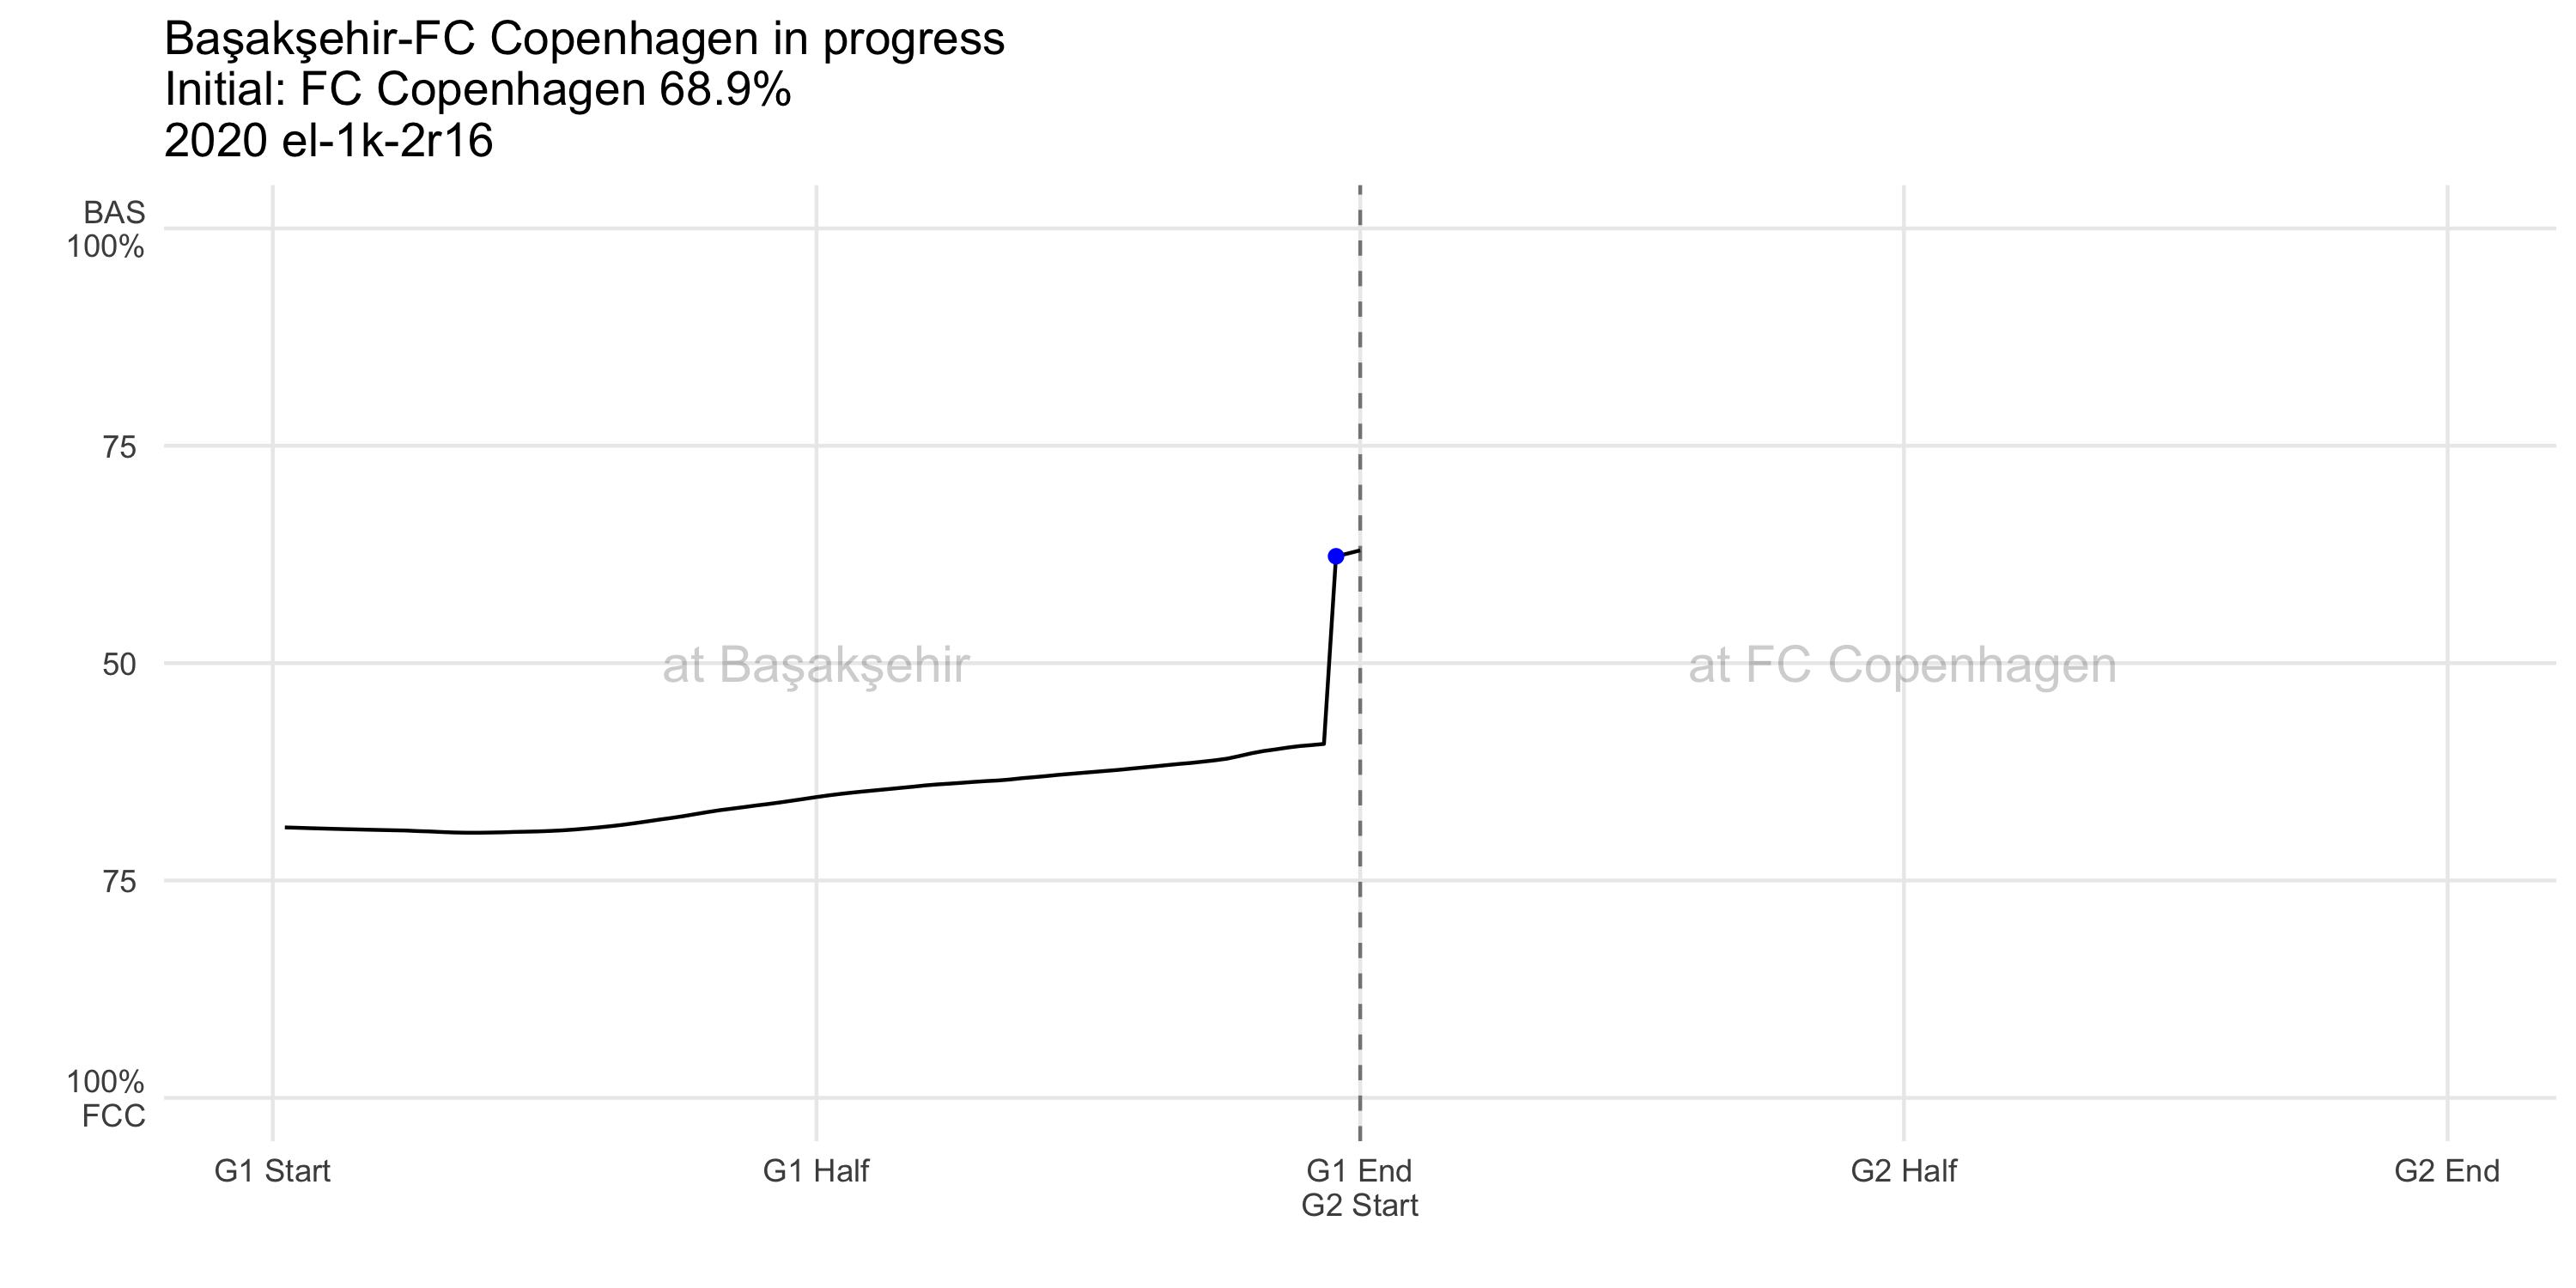 Başakşehir-FC Copenhagen in progress
Initial: FC Copenhagen 68.9%
2020 el-1k-2r16
BAS
100%
75
50
75
100%
FCC
at Başakşehir
at FC Copenhagen
G1 Start
G1 Half
G1 End
G2 Start
G2 Half
G2 End